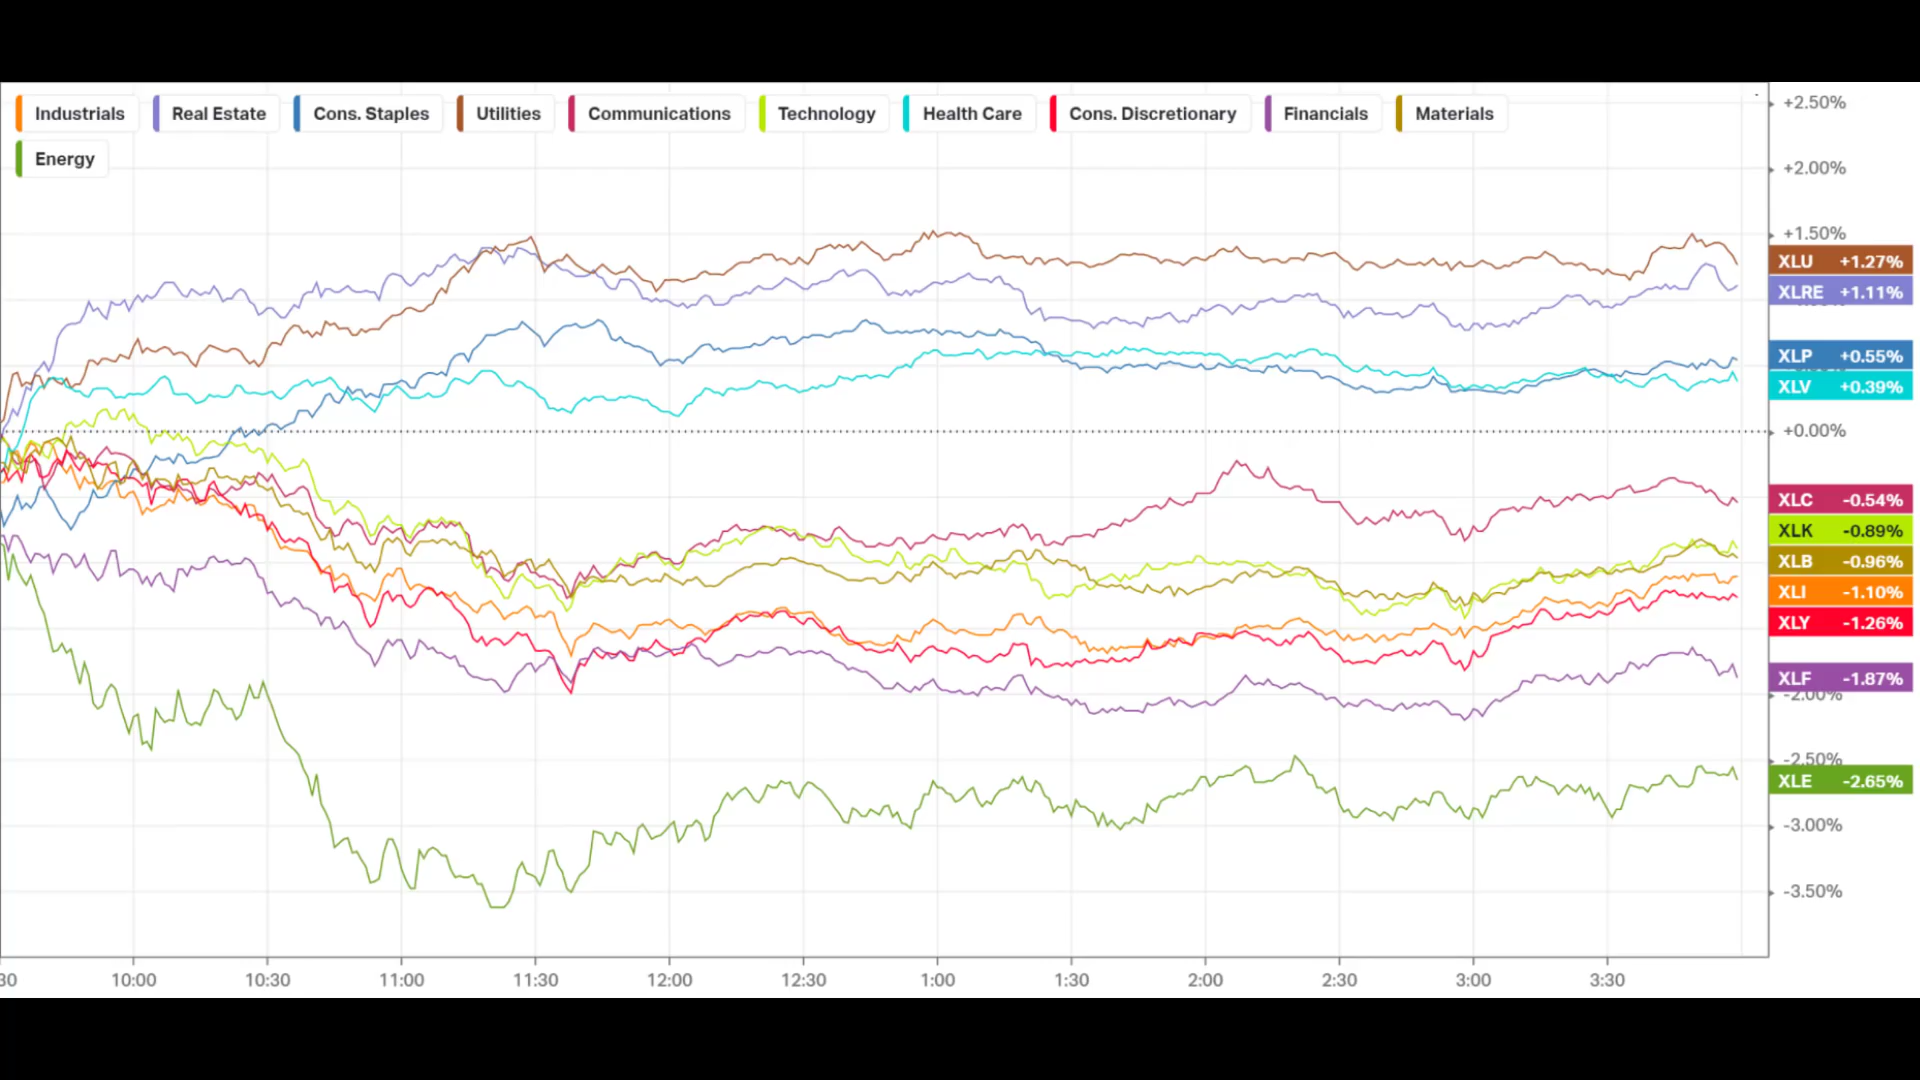 Industrials Real Estate Cons. Staples Utilities Communications Technology Health Care Cons. Discretionary Financials Materials
Energy
+2.50%
+2.00%
+1.50%
XLU +1.27%
XLRE +1.11%
XLP +0.55%
XLV +0.39%
+0.00%
XLC -0.54%
XLK -0.89%
XLB -0.96%
XLI -1.10%
XLY -1.26%
XLF -1.87%
-2.00%
-2.50%
XLE -2.65%
-3.00%
-3.50%
30 10:00 10:30 11:00 11:30 12:00 12:30 1:00 1:30 2:00 2:30 3:00 3:30